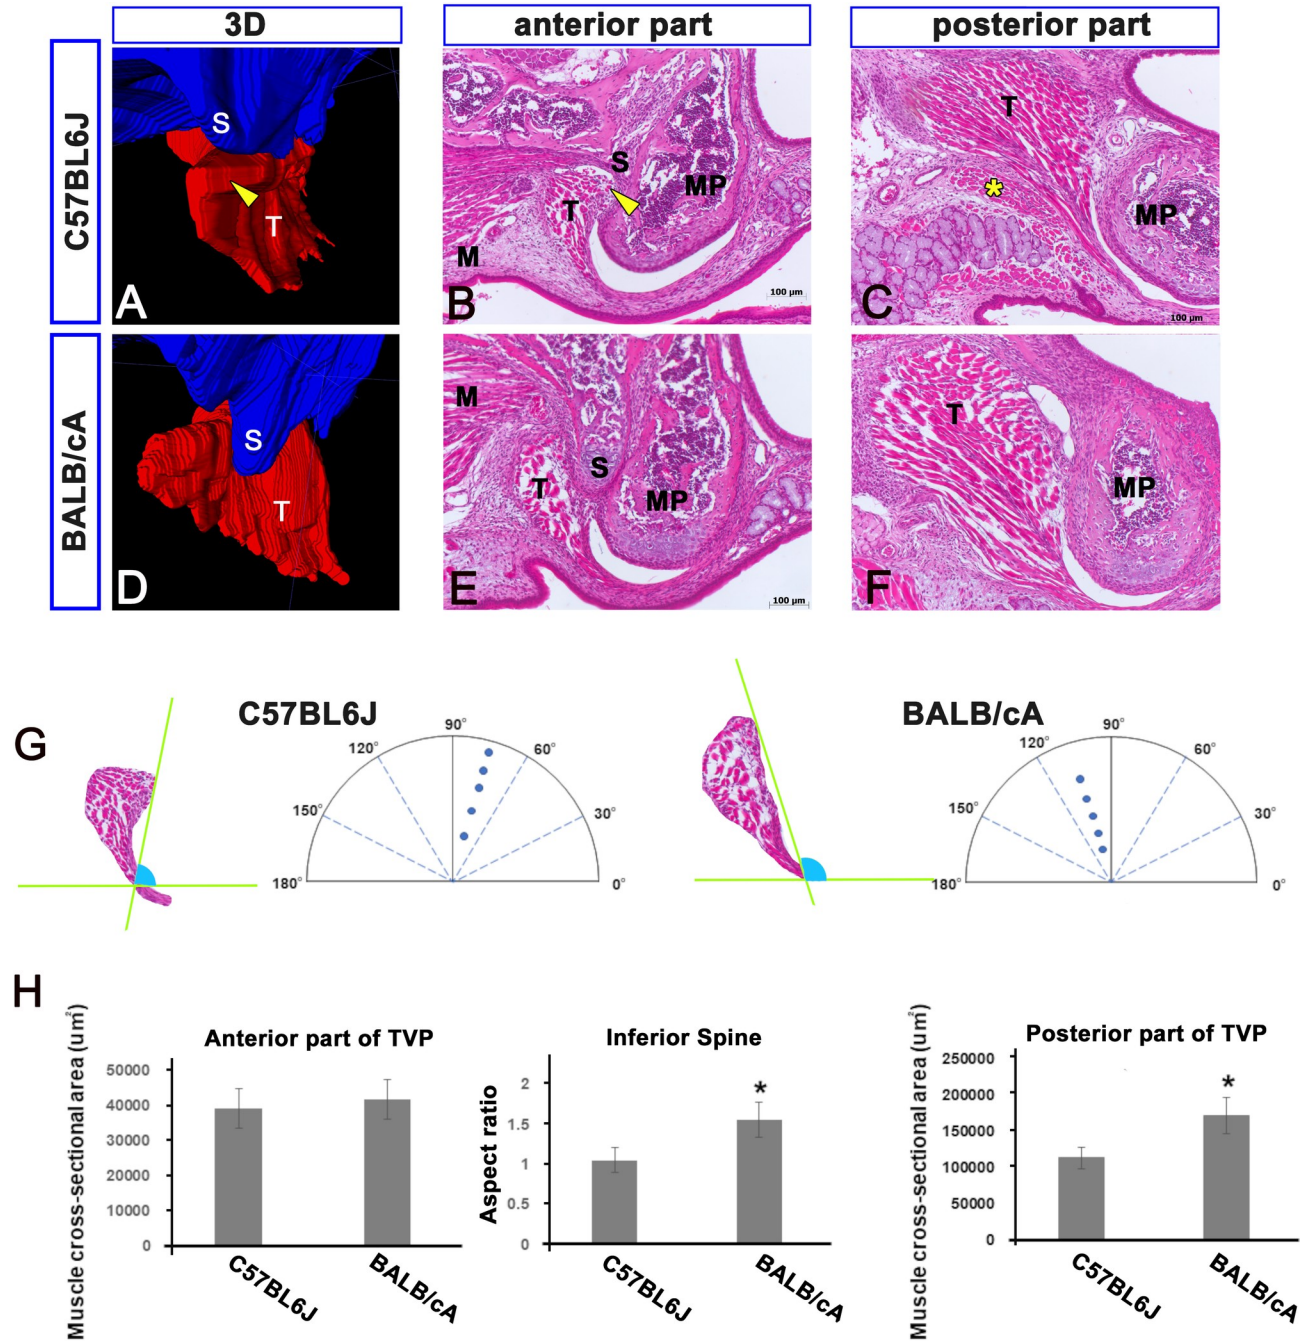 3D
anterior part
posterior part
C57BL6J
S
T
A
S
MP
T
M
B
100 µm
T
*
MP
C
100 µm
BALB/cA
S
T
D
M
S
T
MP
E
100 µm
T
MP
F
G
C57BL6J
90°
120°
60°
150°
30°
180°
0°
BALB/cA
90°
120°
60°
150°
30°
180°
0°
H
Anterior part of TVP
Muscle cross-sectional area (um²)
50000
40000
30000
20000
10000
0
C57BL6J
BALB/cA
Inferior Spine
Aspect ratio
2
1.5
1
0.5
0
*
C57BL6J
BALB/cA
Posterior part of TVP
Muscle cross-sectional area (um²)
250000
200000
150000
100000
50000
0
*
C57BL6J
BALB/cA